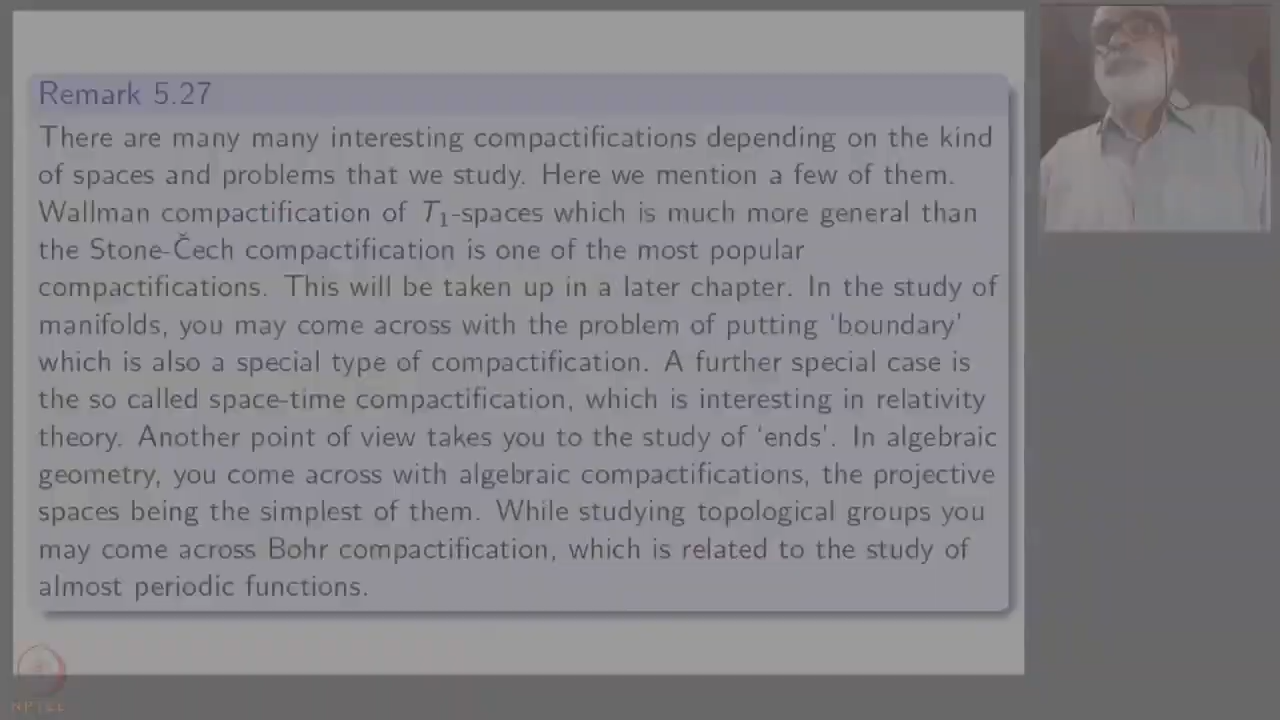 Remark 5.27
There are many many interesting compactifications depending on the kind
of spaces and problems that we study. Here we mention a few of them.
Wallman compactification of T₁-spaces which is much more general than
the Stone-Čech compactification is one of the most popular
compactifications. This will be taken up in a later chapter. In the study of
manifolds, you may come across with the problem of putting ‘boundary’
which is also a special type of compactification. A further special case is
the so called space-time compactification, which is interesting in relativity
theory. Another point of view takes you to the study of ‘ends’. In algebraic
geometry, you come across with algebraic compactifications, the projective
spaces being the simplest of them. While studying topological groups you
may come across Bohr compactification, which is related to the study of
almost periodic functions.
NPTEL